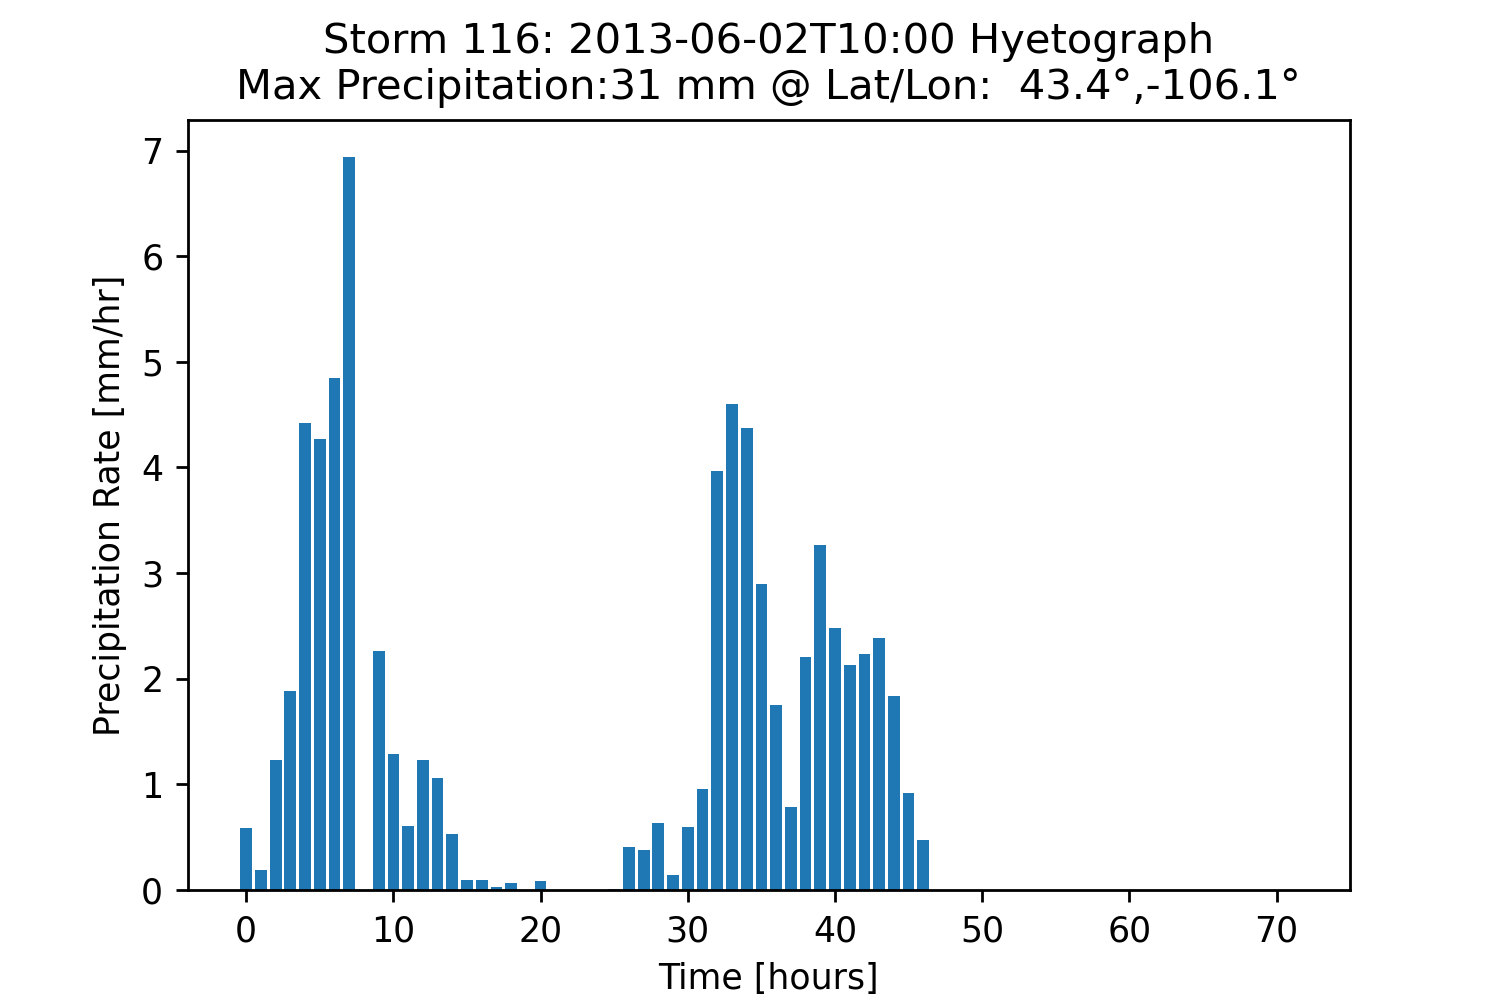 Storm 116: 2013-06-02T10:00 Hyetograph
Max Precipitation:31 mm @ Lat/Lon:  43.4°,-106.1°
7
6
5
4
3
2
1
0
Precipitation Rate [mm/hr]
0 10 20 30 40 50 60 70
Time [hours]